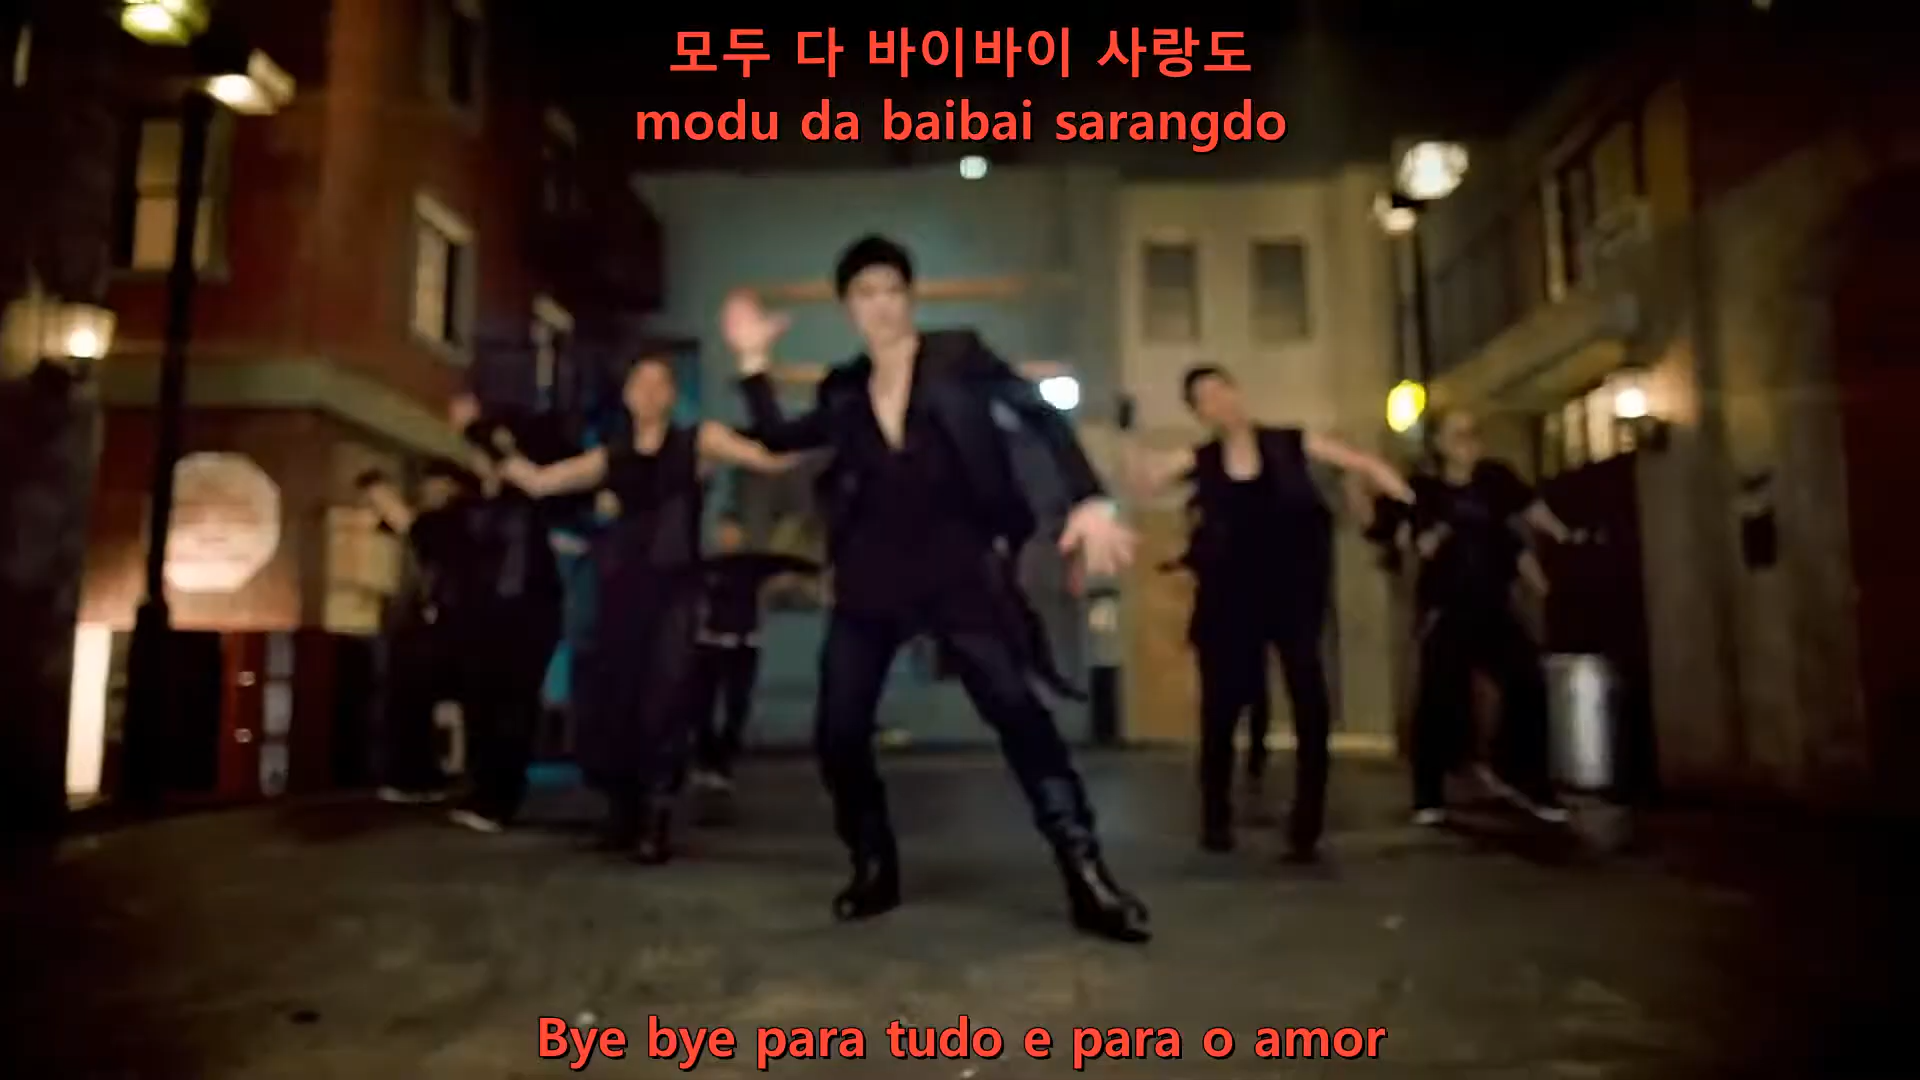 모두 다 바이바이 사랑도
modu da baibai sarangdo
Bye bye para tudo e para o amor